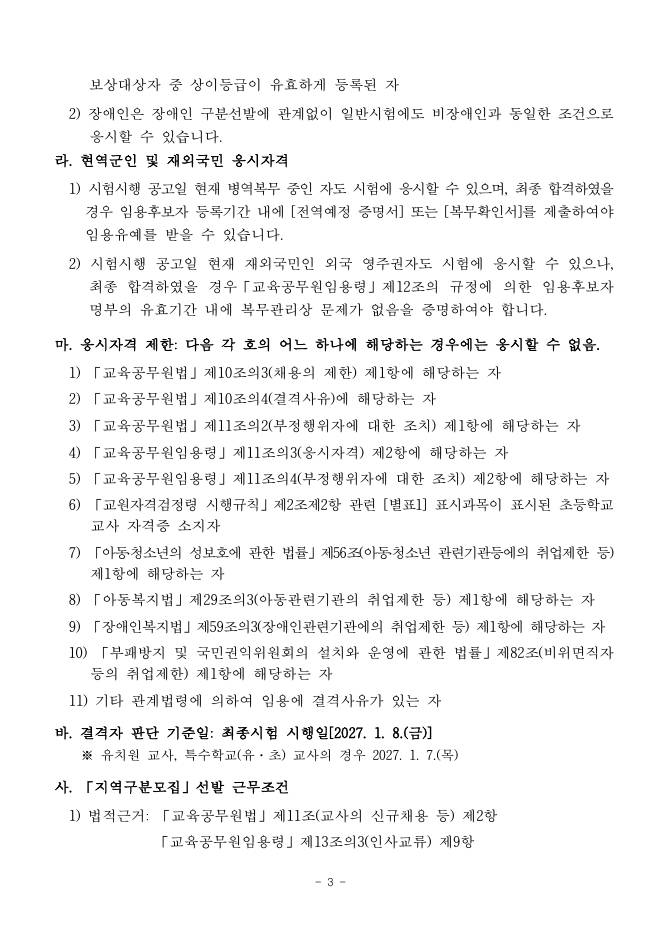 보상대상자 중 상이등급이 유효하게 등록된 자
2) 장애인은 장애인 구분선발에 관계없이 일반시험에도 비장애인과 동일한 조건으로
응시할 수 있습니다.
라. 현역군인 및 재외국민 응시자격
1) 시험시행 공고일 현재 병역복무 중인 자도 시험에 응시할 수 있으며, 최종 합격하였을
경우 임용후보자 등록기간 내에 [전역예정 증명서] 또는 [복무확인서]를 제출하여야
임용유예를 받을 수 있습니다.
2) 시험시행 공고일 현재 재외국민인 외국 영주권자도 시험에 응시할 수 있으나,
최종 합격하였을 경우「교육공무원임용령」제12조의 규정에 의한 임용후보자
명부의 유효기간 내에 복무관리상 문제가 없음을 증명하여야 합니다.
마. 응시자격 제한: 다음 각 호의 어느 하나에 해당하는 경우에는 응시할 수 없음.
1) 「교육공무원법」제10조의3(채용의 제한) 제1항에 해당하는 자
2) 「교육공무원법」제10조의4(결격사유)에 해당하는 자
3) 「교육공무원법」제11조의2(부정행위자에 대한 조치) 제1항에 해당하는 자
4) 「교육공무원임용령」제11조의3(응시자격) 제2항에 해당하는 자
5) 「교육공무원임용령」제11조의4(부정행위자에 대한 조치) 제2항에 해당하는 자
6) 「교원자격검정령 시행규칙」제2조제2항 관련 [별표1] 표시과목이 표시된 초등학교
교사 자격증 소지자
7) 「아동·청소년의 성보호에 관한 법률」제56조(아동·청소년 관련기관등에의 취업제한 등)
제1항에 해당하는 자
8) 「아동복지법」제29조의3(아동관련기관의 취업제한 등) 제1항에 해당하는 자
9) 「장애인복지법」제59조의3(장애인관련기관에의 취업제한 등) 제1항에 해당하는 자
10) 「부패방지 및 국민권익위원회의 설치와 운영에 관한 법률」제82조(비위면직자
등의 취업제한) 제1항에 해당하는 자
11) 기타 관계법령에 의하여 임용에 결격사유가 있는 자
바. 결격자 판단 기준일: 최종시험 시행일[2027. 1. 8.(금)]
※ 유치원 교사, 특수학교(유·초) 교사의 경우 2027. 1. 7.(목)
사. 「지역구분모집」선발 근무조건
1) 법적근거: 「교육공무원법」제11조(교사의 신규채용 등) 제2항
「교육공무원임용령」제13조의3(인사교류) 제9항
- 3 -